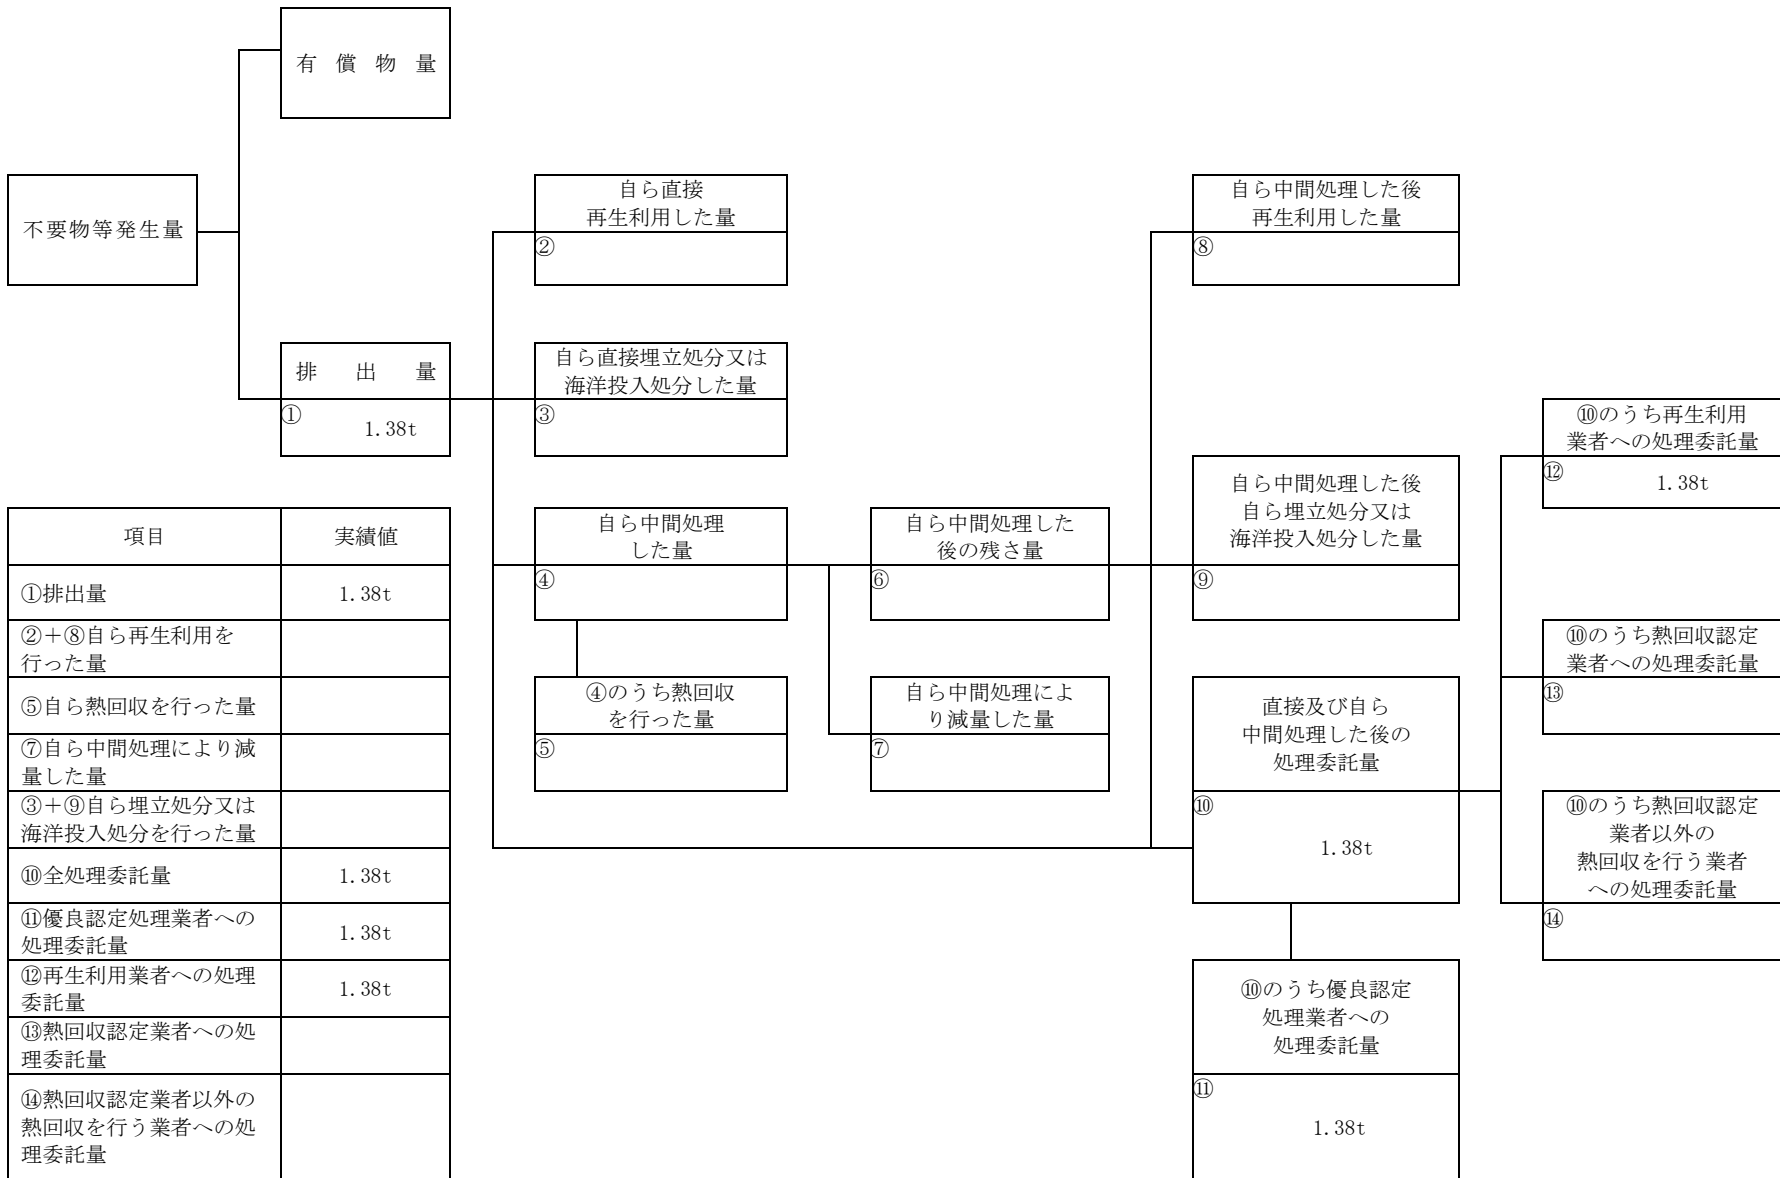 有償物量
不要物等発生量
自ら直接
再生利用した量
②
自ら中間処理した後
再生利用した量
⑧
排出量
①
1.38t
自ら直接埋立処分又は
海洋投入処分した量
③
⑩のうち再生利用
業者への処理委託量
⑫
1.38t
自ら中間処理した後
自ら埋立処分又は
海洋投入処分した量
⑨
自ら中間処理
した量
④
自ら中間処理した
後の残さ量
⑥
⑩のうち熱回収認定
業者への処理委託量
⑬
④のうち熱回収
を行った量
⑤
自ら中間処理によ
り減量した量
⑦
直接及び自ら
中間処理した後の
処理委託量
⑩
1.38t
⑩のうち熱回収認定
業者以外の
熱回収を行う業者
への処理委託量
⑭
⑩のうち優良認定
処理業者への
処理委託量
⑪
1.38t
項目 実績値
①排出量 1.38t
②+⑧自ら再生利用を
行った量
⑤自ら熱回収を行った量
⑦自ら中間処理により減
量した量
③+⑨自ら埋立処分又は
海洋投入処分を行った量
⑩全処理委託量 1.38t
⑪優良認定処理業者への
処理委託量 1.38t
⑫再生利用業者への処理
委託量 1.38t
⑬熱回収認定業者への処
理委託量
⑭熱回収認定業者以外の
熱回収を行う業者への処
理委託量